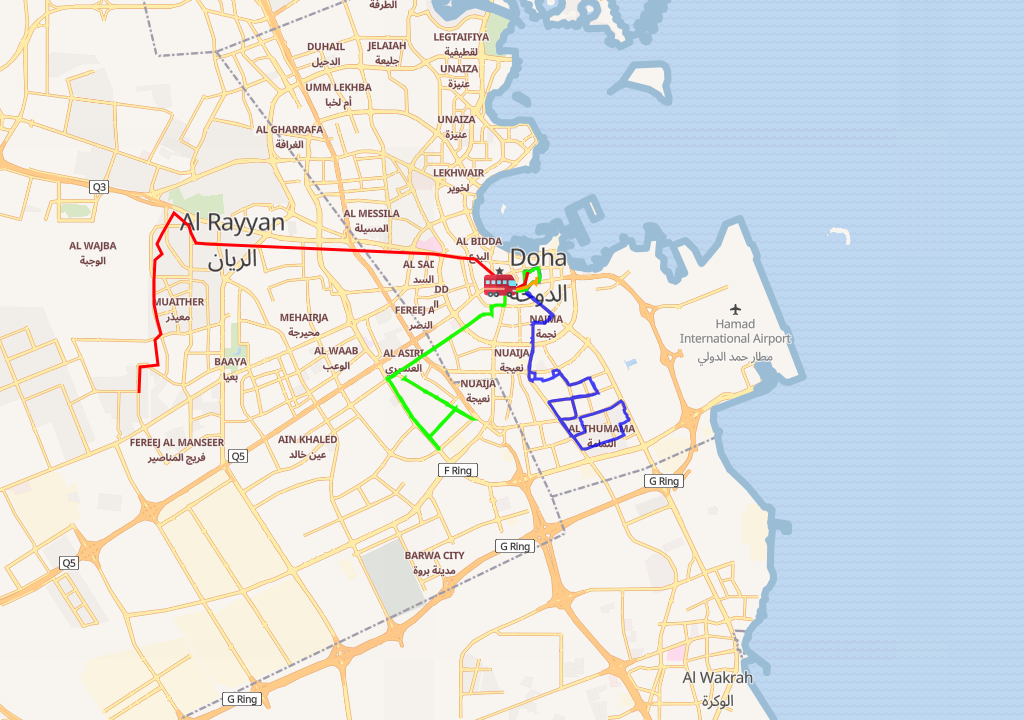 الطرفة
LEGTAIFIYA
لقطيفية
DUHAIL
الدحيل
JELAIAH
جليعة
UNAIZA
عنيزة
UMM LEKHBA
أم لخبا
UNAIZA
عنيزة
AL GHARRAFA
الغرافة
LEKHWAIR
لخوير
Q3
AL MESSILA
المسيلة
Al Rayyan
الريان
AL WAJBA
الوجبة
AL BIDDA
البدع
Doha
الدوحة
AL SAI
السد
DD
ال
MUAITHER
معيذر
MEHAIRJA
محيرجة
FEREEJ A
النصر
NAJMA
نجمة
Hamad
International Airport
مطار حمد الدولي
AL WAAB
الوعب
AL ASIRI
العسيري
NUAIJA
نعيجة
BAAYA
بعيا
NUAIJA
نعيجة
AL THUMAMA
الثمامة
FEREEJ AL MANSEER
فريج المناصير
AIN KHALED
عين خالد
Q5
F Ring
G Ring
G Ring
Q5
BARWA CITY
مدينة بروة
Al Wakrah
الوكرة
G Ring